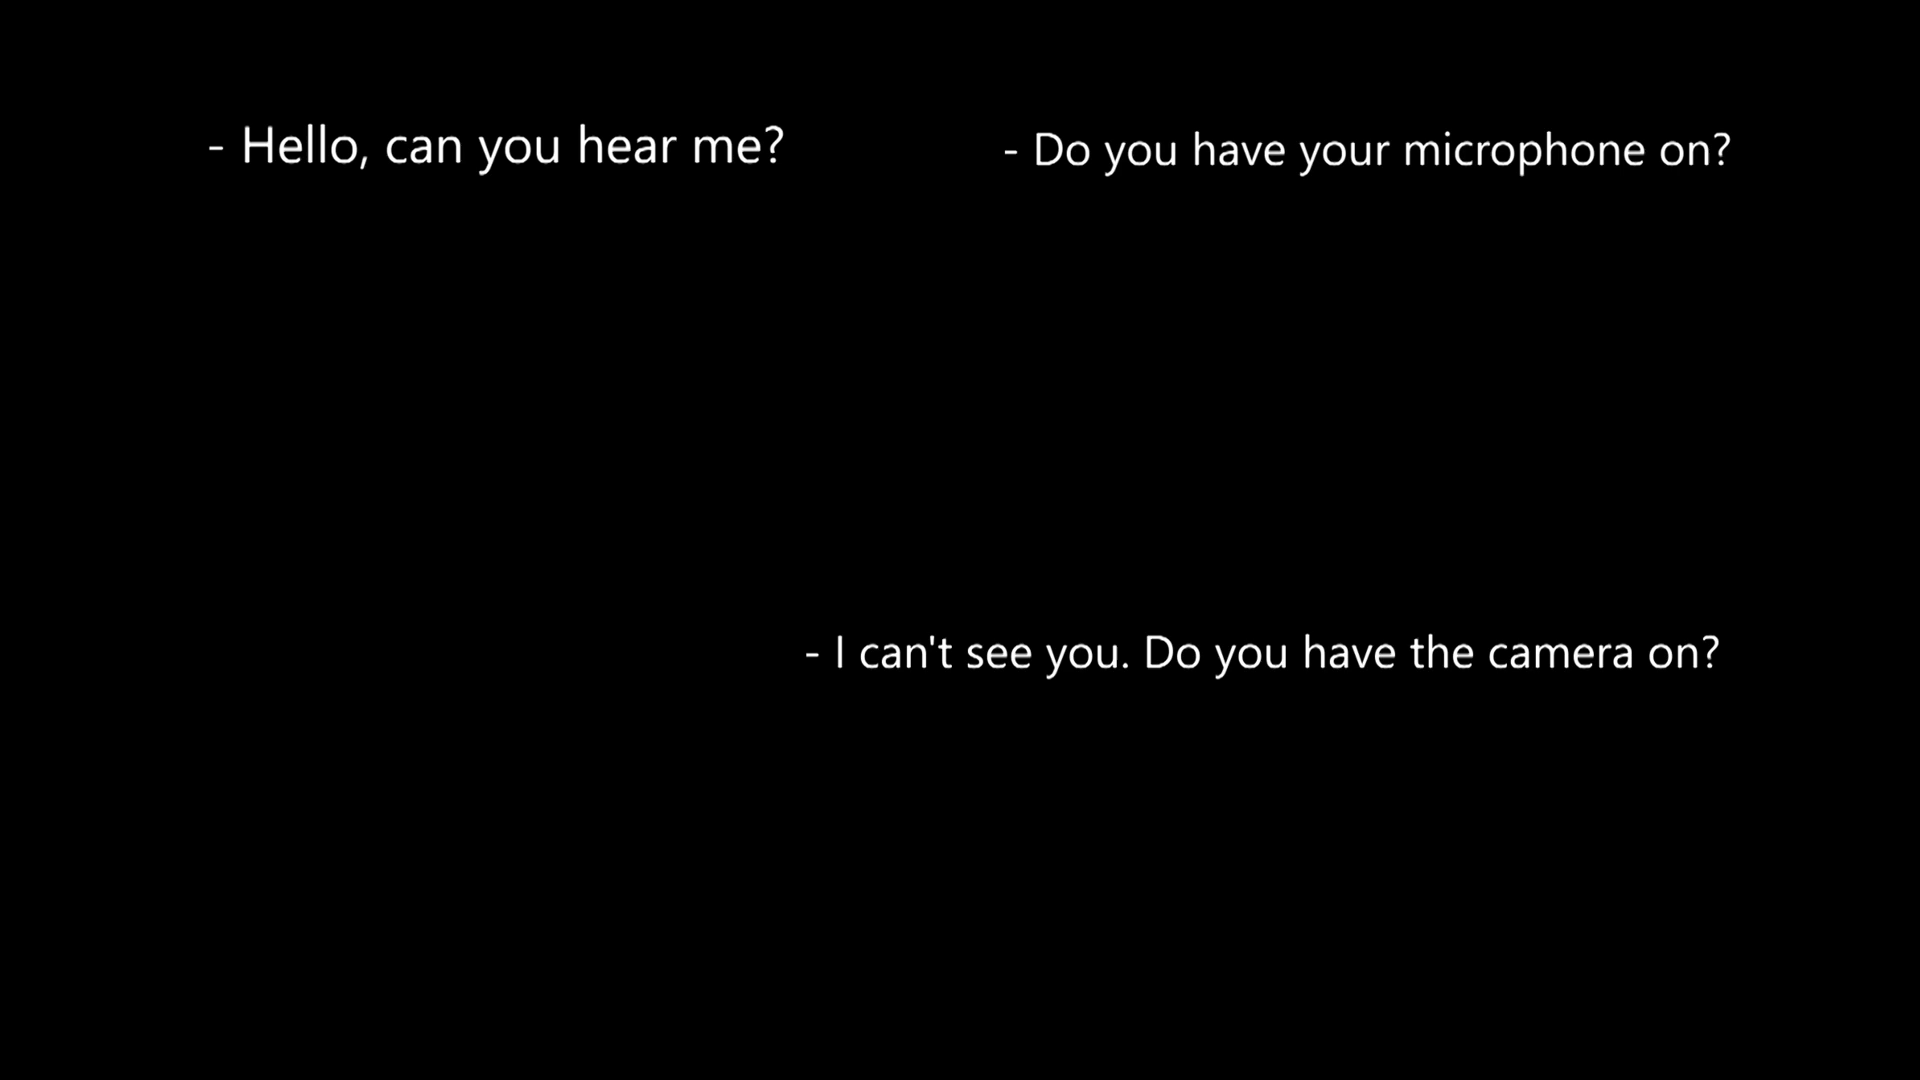 - Hello, can you hear me?
- Do you have your microphone on?
- I can't see you. Do you have the camera on?